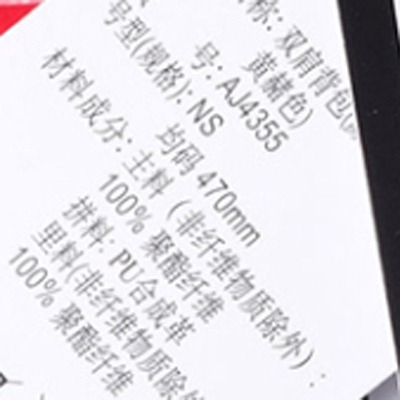 称: 双肩背包(
黄赭色)
号: AJ4355
号型(规格): NS
均码 470mm
材料成分: 主料 (非纤维物质除外) :
100% 聚酯纤维
拼料: PU合成革
里料(非纤维物质除外
100% 聚酯纤维